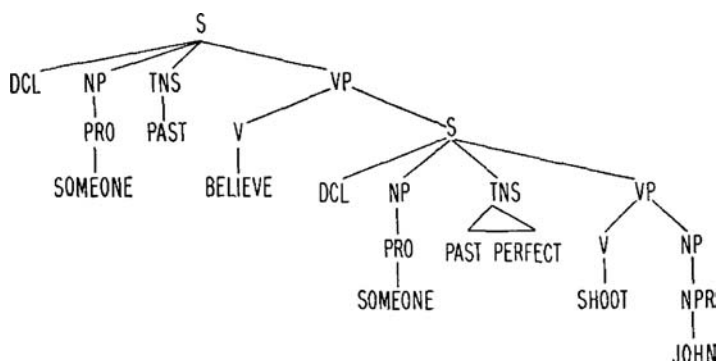 S
DCL NP TNS VP
PRO PAST V S
SOMEONE BELIEVE DCL NP TNS VP
PRO PAST PERFECT V NP
SOMEONE SHOOT NPR
JOHN